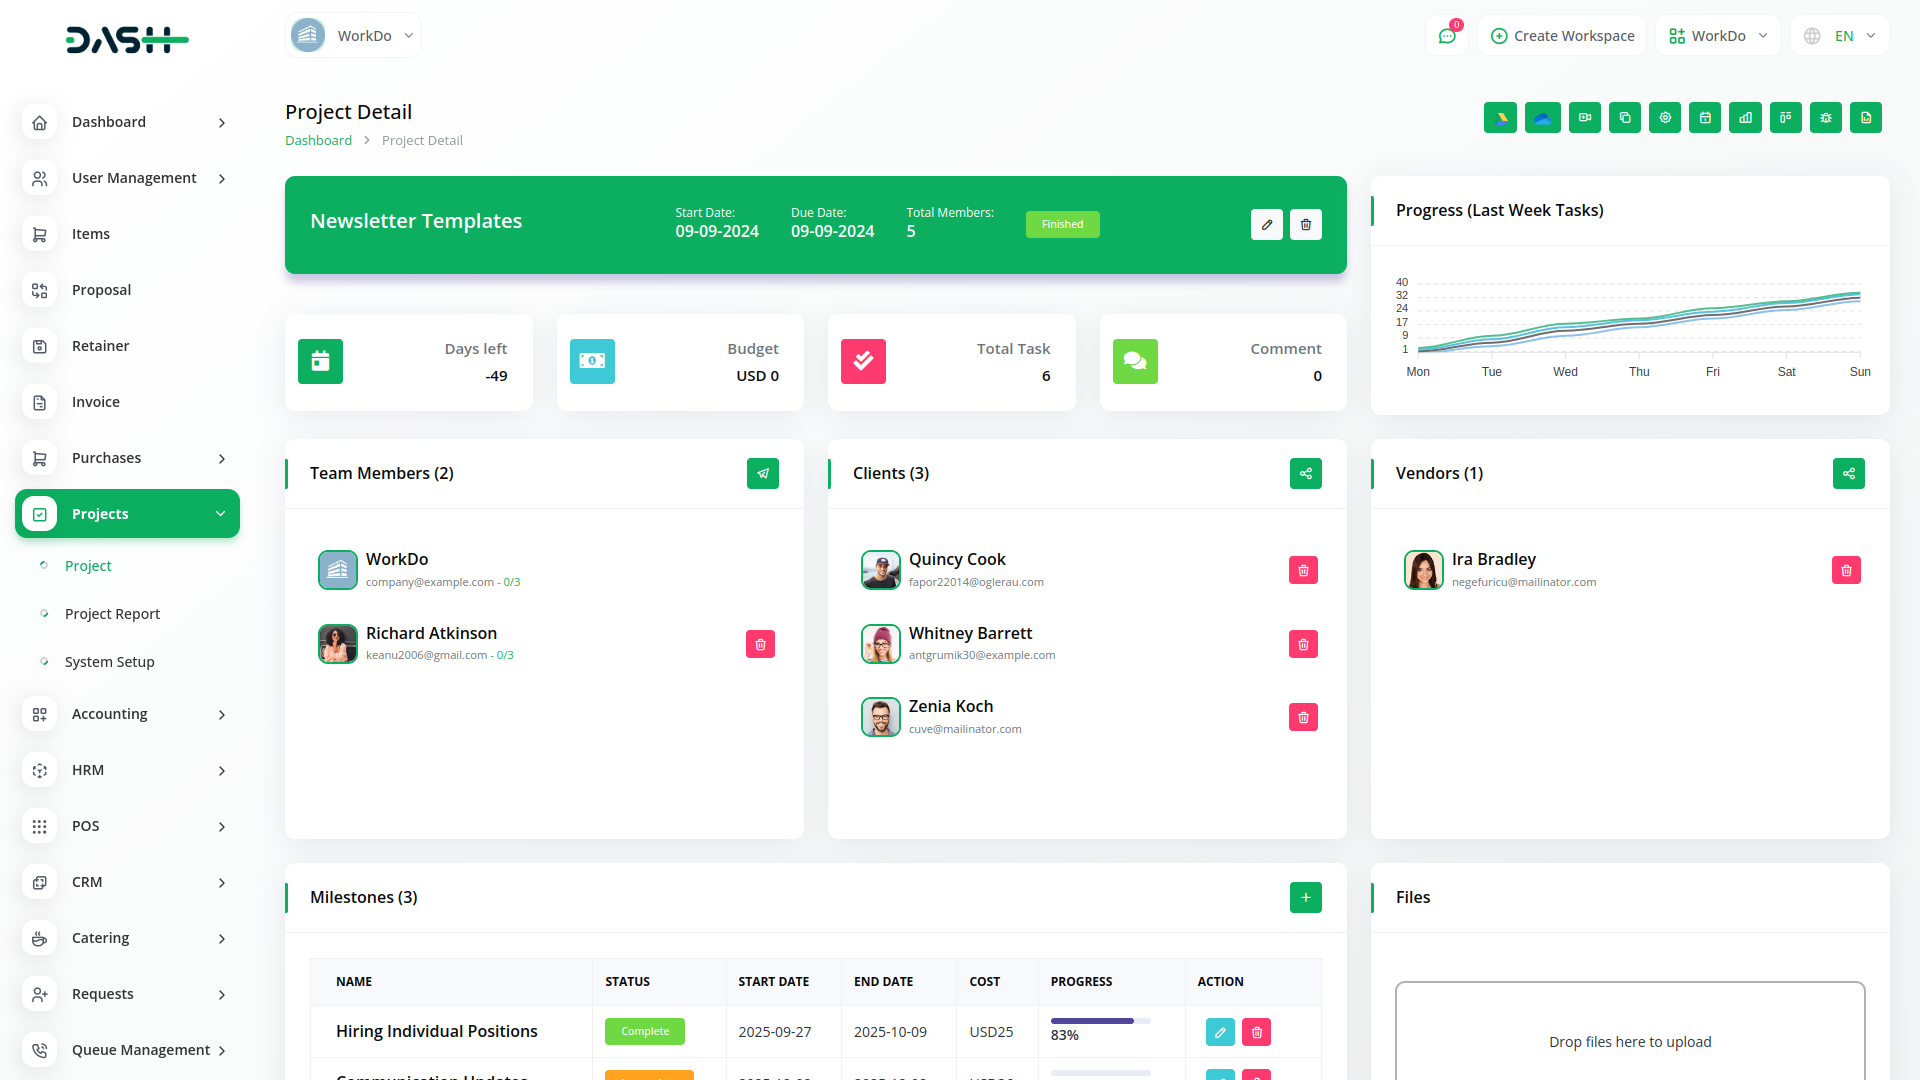 DASH
WorkDo
0
Create Workspace
WorkDo
EN
Dashboard
User Management
Items
Proposal
Retainer
Invoice
Purchases
Projects
Project
Project Report
System Setup
Accounting
HRM
POS
CRM
Catering
Requests
Queue Management
Project Detail
Dashboard > Project Detail
Newsletter Templates
Start Date:
09-09-2024
Due Date:
09-09-2024
Total Members:
5
Finished
Progress (Last Week Tasks)
40
32
24
17
9
1
Mon Tue Wed Thu Fri Sat Sun
Days left
-49
Budget
USD 0
Total Task
6
Comment
0
Team Members (2)
WorkDo
company@example.com - 0/3
Richard Atkinson
keanu2006@gmail.com - 0/3
Clients (3)
Quincy Cook
fapor22014@oglerau.com
Whitney Barrett
antgrumik30@example.com
Zenia Koch
cuve@mailinator.com
Vendors (1)
Ira Bradley
negefuricu@mailinator.com
Milestones (3)
NAME STATUS START DATE END DATE COST PROGRESS ACTION
Hiring Individual Positions Complete 2025-09-27 2025-10-09 USD25 83%
Files
Drop files here to upload